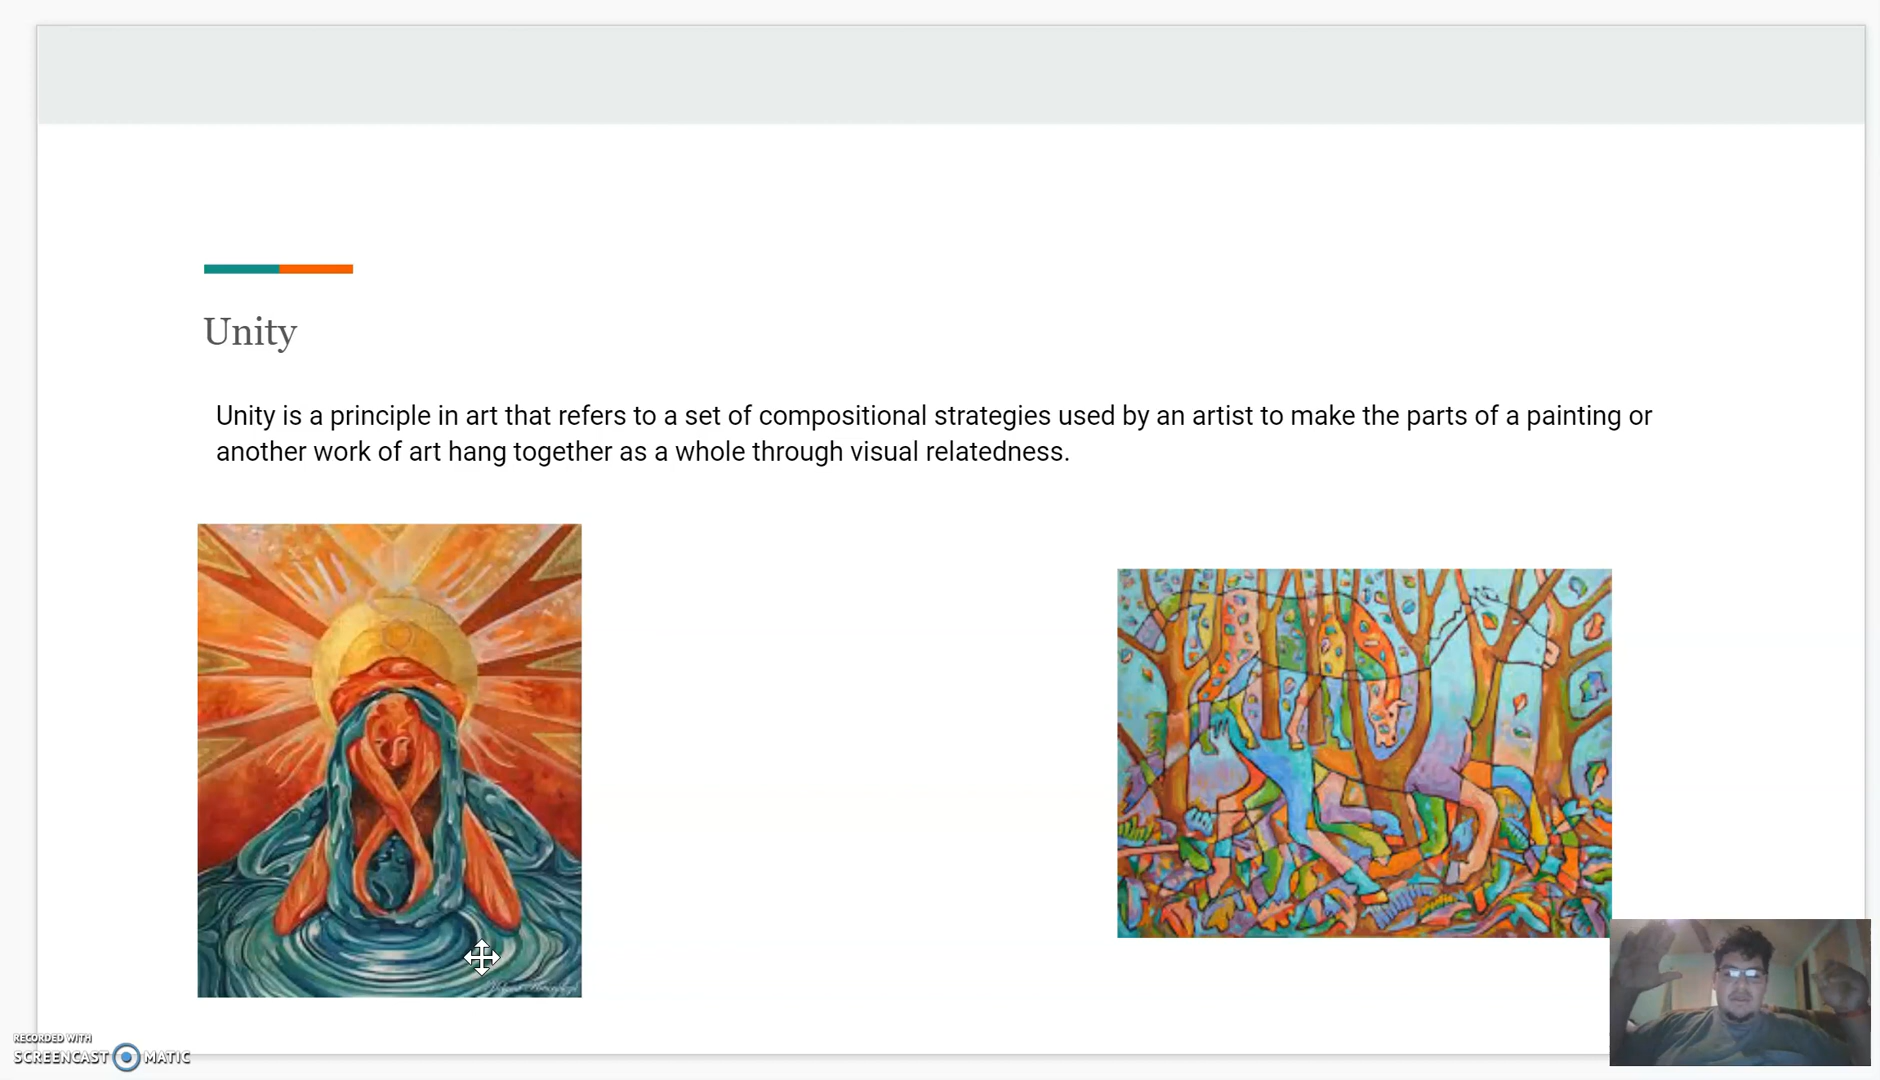 Unity
Unity is a principle in art that refers to a set of compositional strategies used by an artist to make the parts of a painting or
another work of art hang together as a whole through visual relatedness.
RECORDED WITH
SCREENCAST MATIC